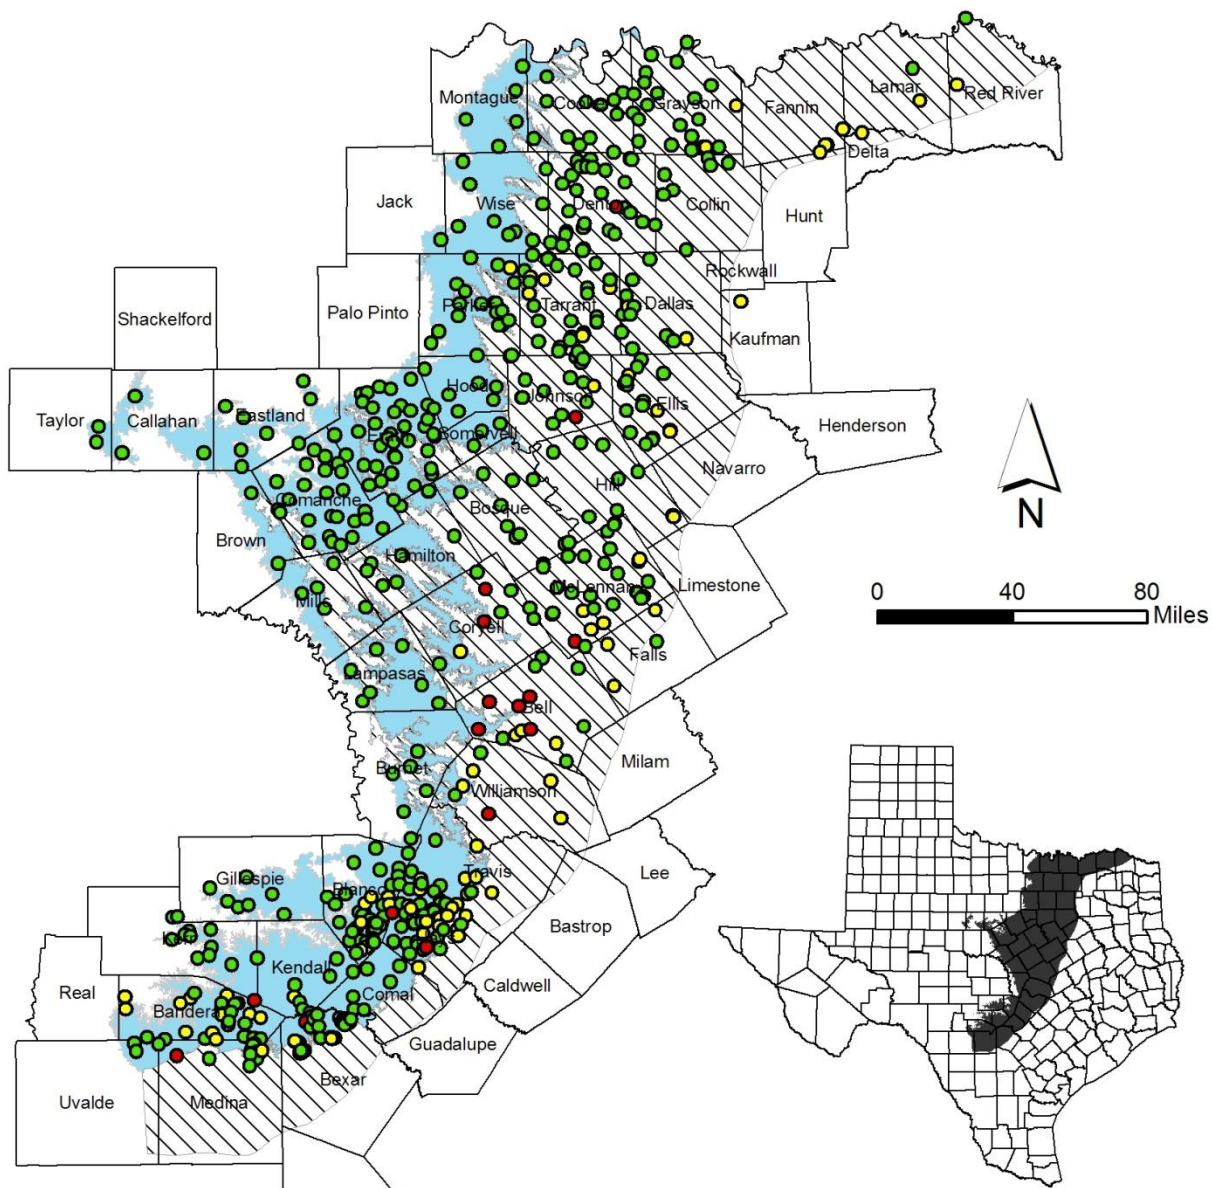 Montague
Cooke
Grayson
Fannin
Lamar
Red River
Delta
Jack
Wise
Denton
Collin
Hunt
Rockwall
Shackelford
Palo Pinto
Parker
Tarrant
Dallas
Kaufman
Taylor
Callahan
Eastland
Erath
Hood
Somervell
Johnson
Ellis
Henderson
Navarro
Brown
Comanche
Bosque
Hill
Hamilton
Mills
McLennan
Limestone
Coryell
Falls
Lampasas
Bell
Milam
Burnet
Williamson
Gillespie
Blanco
Travis
Lee
Bastrop
Kerr
Kendall
Comal
Caldwell
Real
Bandera
Guadalupe
Uvalde
Medina
Bexar
N
0 40 80
Miles